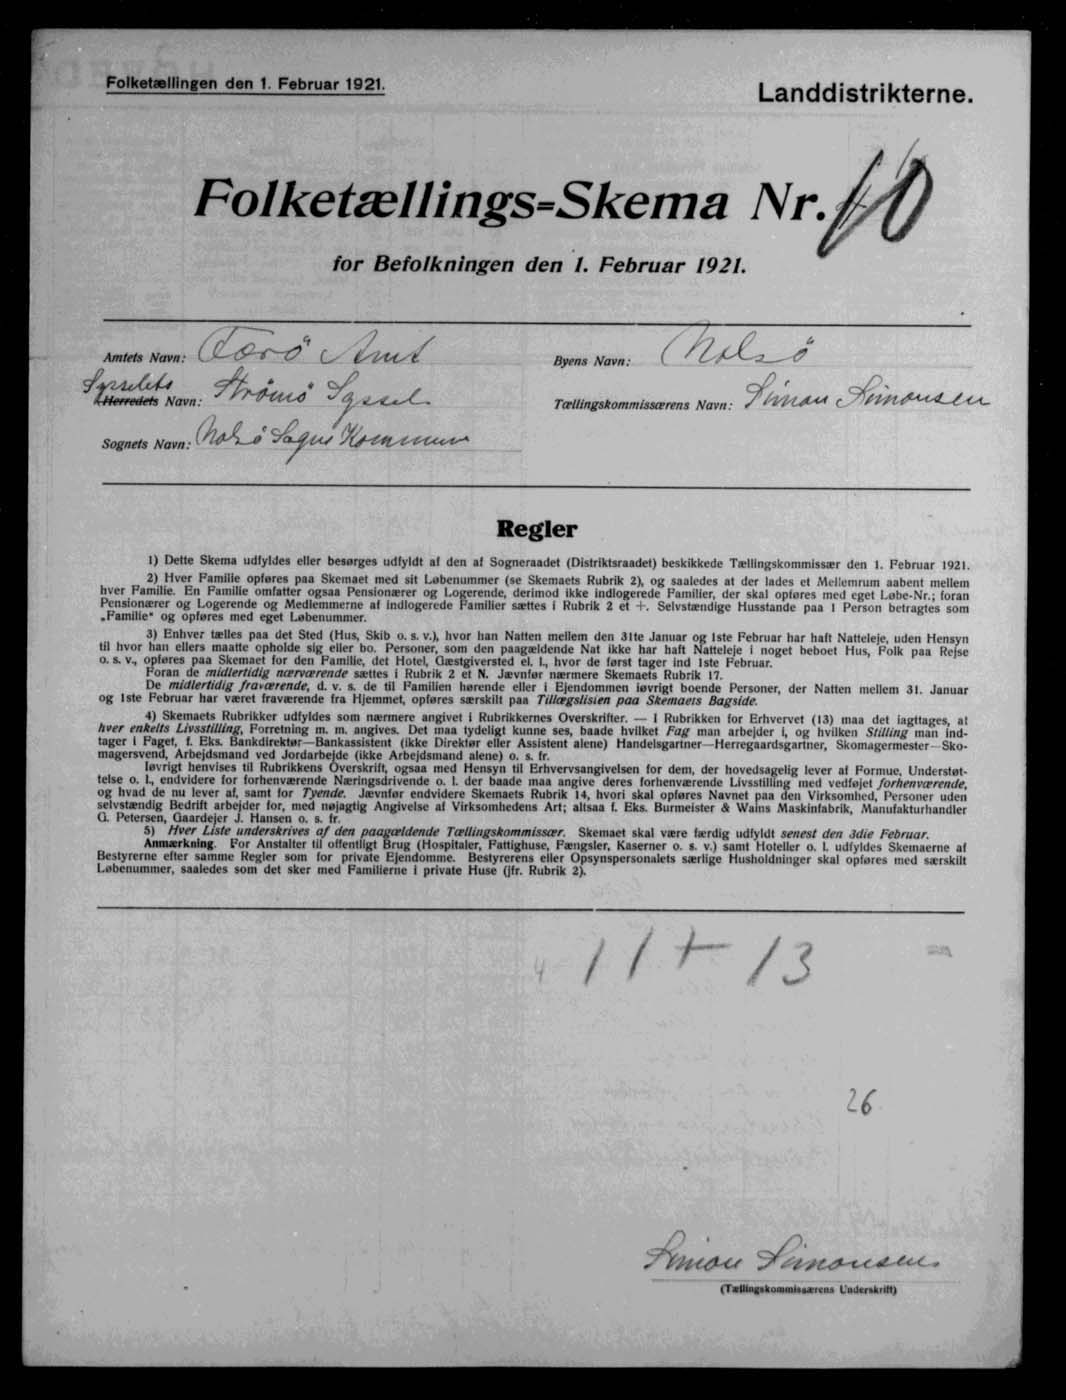 Folketællingen den 1. Februar 1921.
Landdistrikterne.
Folketællings=Skema Nr. 10
for Befolkningen den 1. Februar 1921.
Amtets Navn: Færø Amt
Byens Navn: Nolsø
Sysselets
Herredets Navn: Strømø Syssel
Tællingskommissærens Navn: Simon Simonsen
Sognets Navn: Nolsø Sogns Kommune
Regler
1) Dette Skema udfyldes eller besørges udfyldt af den af Sogneraadet (Distriktsraadet) beskikkede Tællingskommissær den 1. Februar 1921.
2) Hver Familie opføres paa Skemaet med sit Løbenummer (se Skemaets Rubrik 2), og saaledes at der lades et Mellemrum aabent mellem
hver Familie. En Familie omfatter ogsaa Pensionærer og Logerende, derimod ikke indlogerede Familier, der skal opføres med eget Løbe-Nr.; foran
Pensionærer og Logerende og Medlemmerne af indlogerede Familier sættes i Rubrik 2 et +. Selvstændige Husstande paa 1 Person betragtes som
„Familie“ og opføres med eget Løbenummer.
3) Enhver tælles paa det Sted (Hus, Skib o. s. v.), hvor han Natten mellem den 31te Januar og 1ste Februar har haft Natteleje, uden Hensyn
til hvor han ellers maatte opholde sig eller bo. Personer, som den paagældende Nat ikke har haft Natteleje i noget beboet Hus, Folk paa Rejse
o. s. v., opføres paa Skemaet for den Familie, det Hotel, Gæstgiversted el. l., hvor de først tager ind 1ste Februar.
Foran de midlertidig nærværende sættes i Rubrik 2 et N. Jævnfør nærmere Skemaets Rubrik 17.
De midlertidig fraværende, d. v. s. de til Familien hørende eller i Ejendommen iøvrigt boende Personer, der Natten mellem 31. Januar
og 1ste Februar har været fraværende fra Hjemmet, opføres særskilt paa Tillægslisten paa Skemaets Bagside.
4) Skemaets Rubrikker udfyldes som nærmere angivet i Rubrikkernes Overskrifter. — I Rubrikken for Erhvervet (13) maa det iagttages, at
hver enkelts Livsstilling, Forretning m. m. angives. Det maa tydeligt kunne ses, baade hvilket Fag man arbejder i, og hvilken Stilling man ind-
tager i Faget, f. Eks. Bankdirektør—Bankassistent (ikke Direktør eller Assistent alene) Handelsgartner—Herregaardsgartner, Skomagermester—Sko-
magersvend, Arbejdsmand ved Jordarbejde (ikke Arbejdsmand alene) o. s. fr.
Iøvrigt henvises til Rubrikkens Overskrift, ogsaa med Hensyn til Erhvervsangivelsen for dem, der hovedsagelig lever af Formue, Understøt-
telse o. l., endvidere for forhenværende Næringsdrivende o. l. der baade maa angive deres forhenværende Livsstilling med vedføjet forhenværende,
og hvad de nu lever af, samt for Tyende. Jævnfør endvidere Skemaets Rubrik 14, hvori skal opføres Navnet paa den Virksomhed, Personer uden
selvstændig Bedrift arbejder for, med nøjagtig Angivelse af Virksomhedens Art; altsaa f. Eks. Burmeister & Wains Maskinfabrik, Manufakturhandler
G. Petersen, Gaardejer J. Hansen o. s. fr.
5) Hver Liste underskrives af den paagældende Tællingskommissær. Skemaet skal være færdig udfyldt senest den 3die Februar.
Anmærkning. For Anstalter til offentligt Brug (Hospitaler, Fattighuse, Fængsler, Kaserner o. s. v.) samt Hoteller o. l. udfyldes Skemaerne af
Bestyrerne efter samme Regler som for private Ejendomme. Bestyrerens eller Opsynspersonalets særlige Husholdninger skal opføres med særskilt
Løbenummer, saaledes som det sker med Familierne i private Huse (jfr. Rubrik 2).
4 11 + 13
26
Simon Simonsen
(Tællingskommissærens Underskrift)